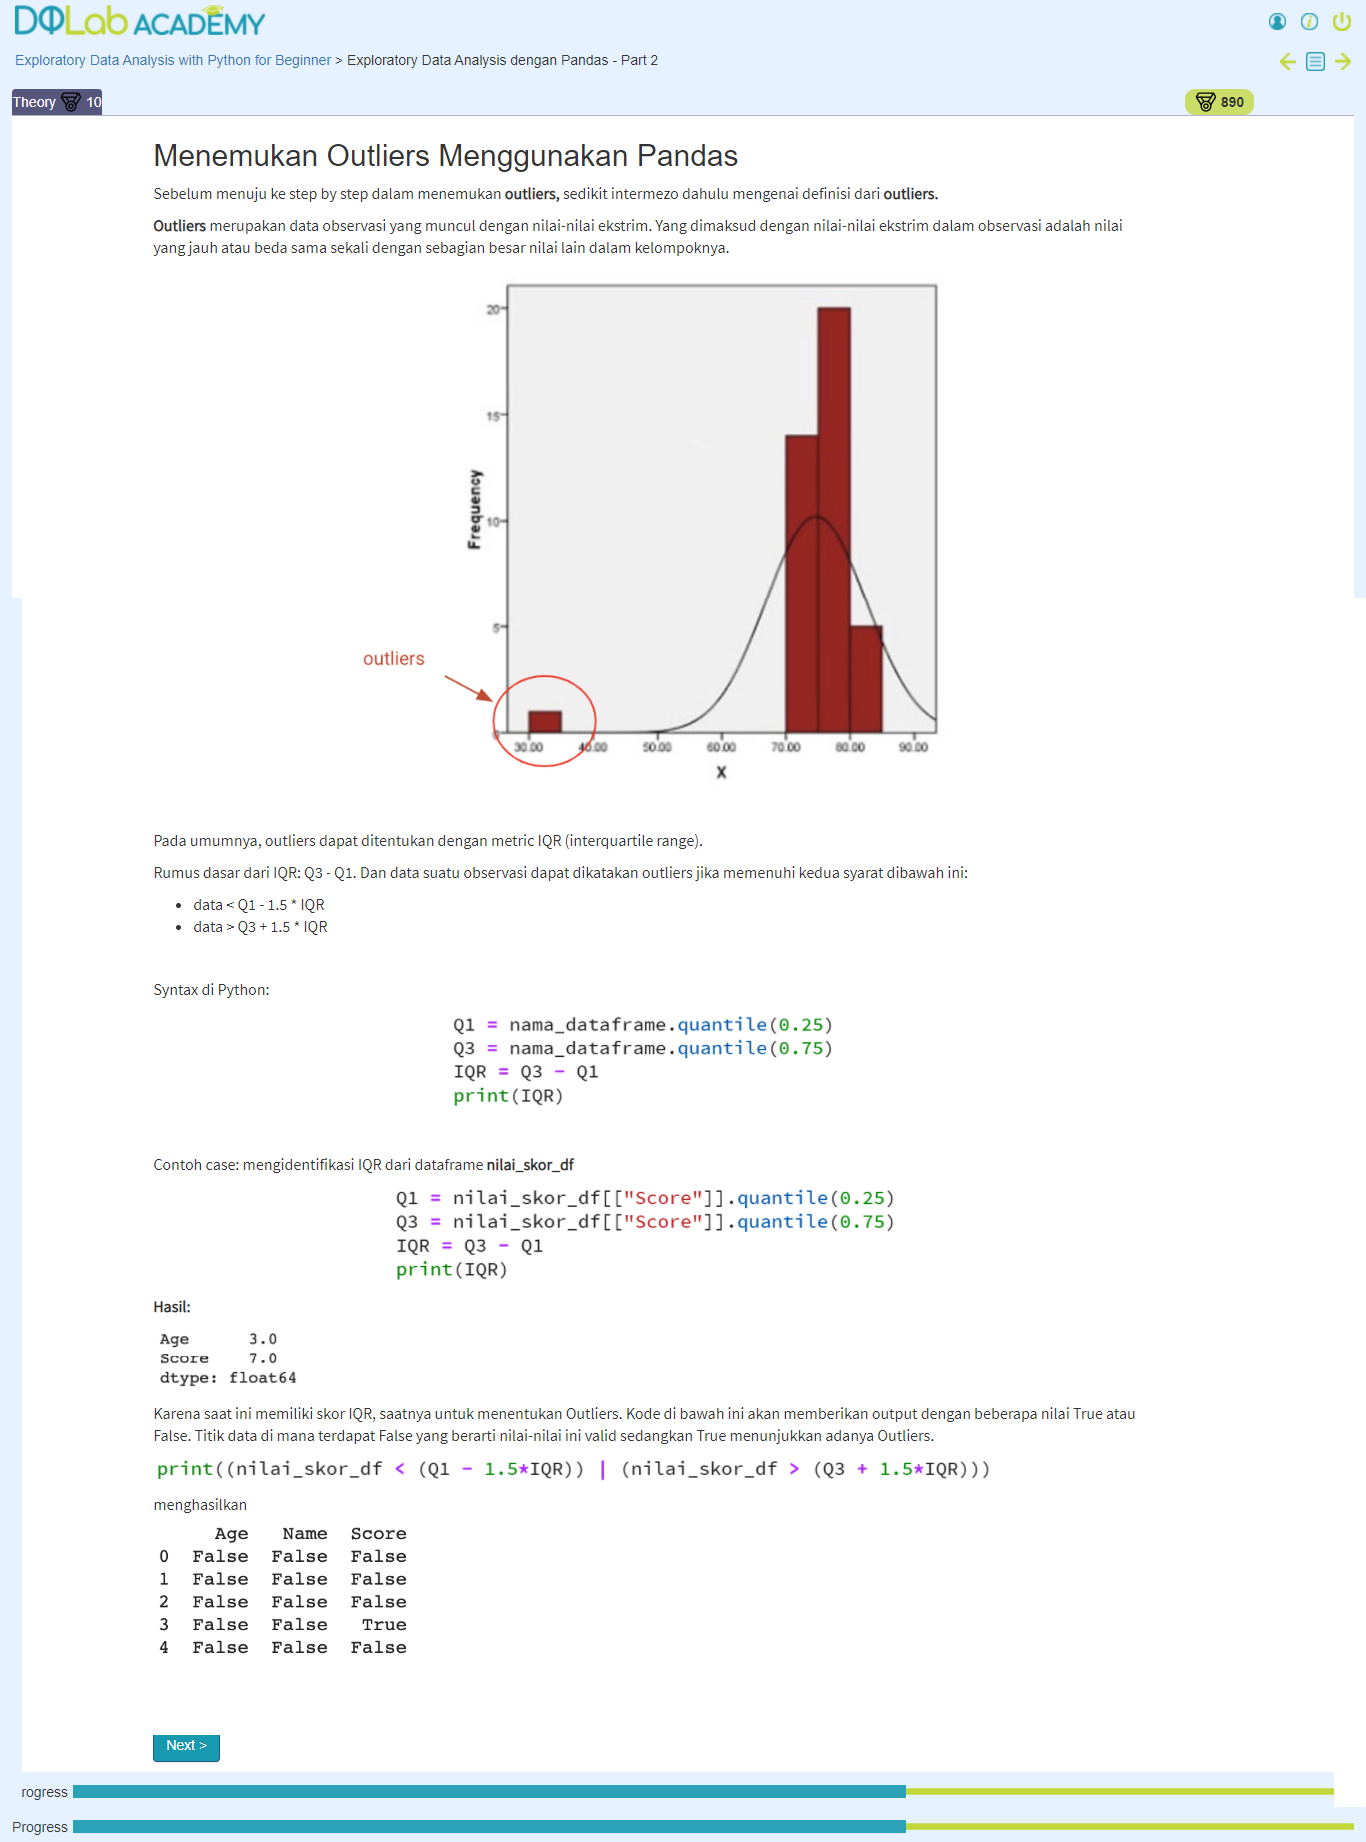 DQLab ACADEMY
Exploratory Data Analysis with Python for Beginner > Exploratory Data Analysis dengan Pandas - Part 2
Theory 10
890
Menemukan Outliers Menggunakan Pandas
Sebelum menuju ke step by step dalam menemukan outliers, sedikit intermezo dahulu mengenai definisi dari outliers.
Outliers merupakan data observasi yang muncul dengan nilai-nilai ekstrim. Yang dimaksud dengan nilai-nilai ekstrim dalam observasi adalah nilai
yang jauh atau beda sama sekali dengan sebagian besar nilai lain dalam kelompoknya.
20
15
Frequency
10
5
outliers
0
30.00 40.00 50.00 60.00 70.00 80.00 90.00
X
Pada umumnya, outliers dapat ditentukan dengan metric IQR (interquartile range).
Rumus dasar dari IQR: Q3 - Q1. Dan data suatu observasi dapat dikatakan outliers jika memenuhi kedua syarat dibawah ini:
• data < Q1 - 1.5 * IQR
• data > Q3 + 1.5 * IQR
Syntax di Python:
Q1 = nama_dataframe.quantile(0.25)
Q3 = nama_dataframe.quantile(0.75)
IQR = Q3 - Q1
print(IQR)
Contoh case: mengidentifikasi IQR dari dataframe nilai_skor_df
Q1 = nilai_skor_df[["Score"]].quantile(0.25)
Q3 = nilai_skor_df[["Score"]].quantile(0.75)
IQR = Q3 - Q1
print(IQR)
Hasil:
Age 3.0
Score 7.0
dtype: float64
Karena saat ini memiliki skor IQR, saatnya untuk menentukan Outliers. Kode di bawah ini akan memberikan output dengan beberapa nilai True atau
False. Titik data di mana terdapat False yang berarti nilai-nilai ini valid sedangkan True menunjukkan adanya Outliers.
print((nilai_skor_df < (Q1 - 1.5*IQR)) | (nilai_skor_df > (Q3 + 1.5*IQR)))
menghasilkan
Age Name Score
0 False False False
1 False False False
2 False False False
3 False False True
4 False False False
Next >
rogress
Progress